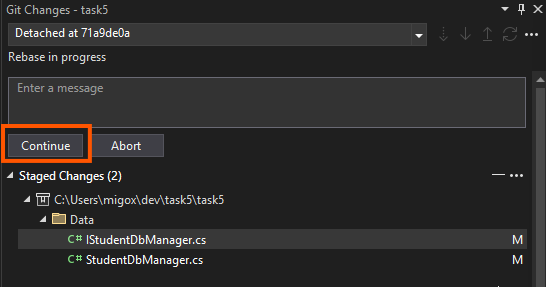 Git Changes - task5
Detached at 71a9de0a
Rebase in progress
Enter a message
Continue Abort
Staged Changes (2)
C:\Users\migox\dev\task5\task5
Data
C# IStudentDbManager.cs M
C# StudentDbManager.cs M